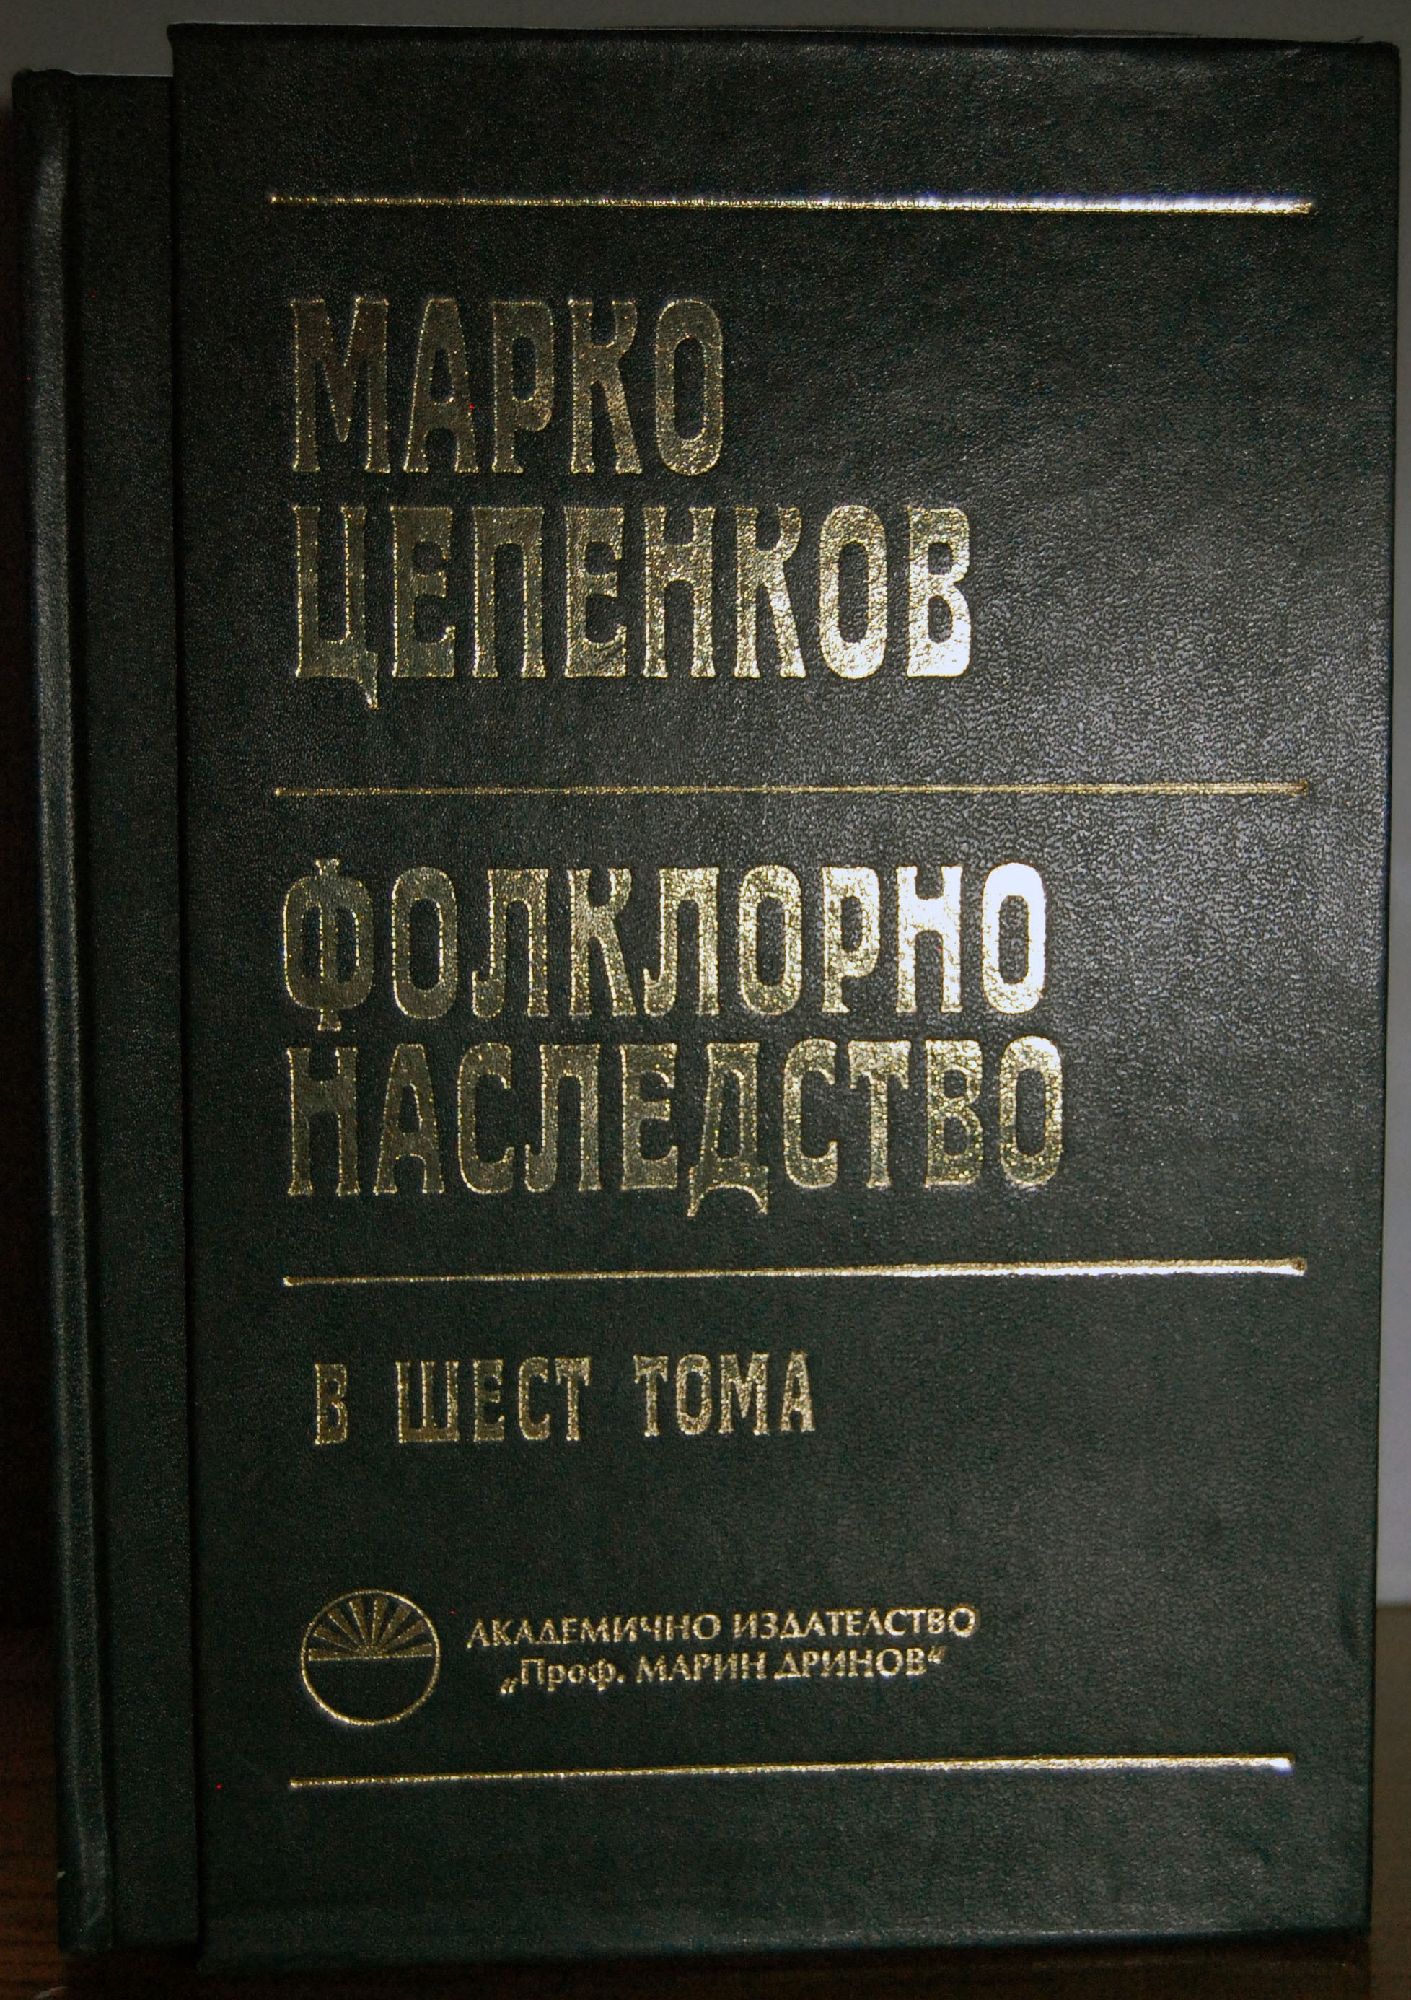 МАРКО
ЦЕПЕНКОВ
ФОЛКЛОРНО
НАСЛЕДСТВО
В ШЕСТ ТОМА
АКАДЕМИЧНО ИЗДАТЕЛСТВО
„Проф. МАРИН ДРИНОВ“